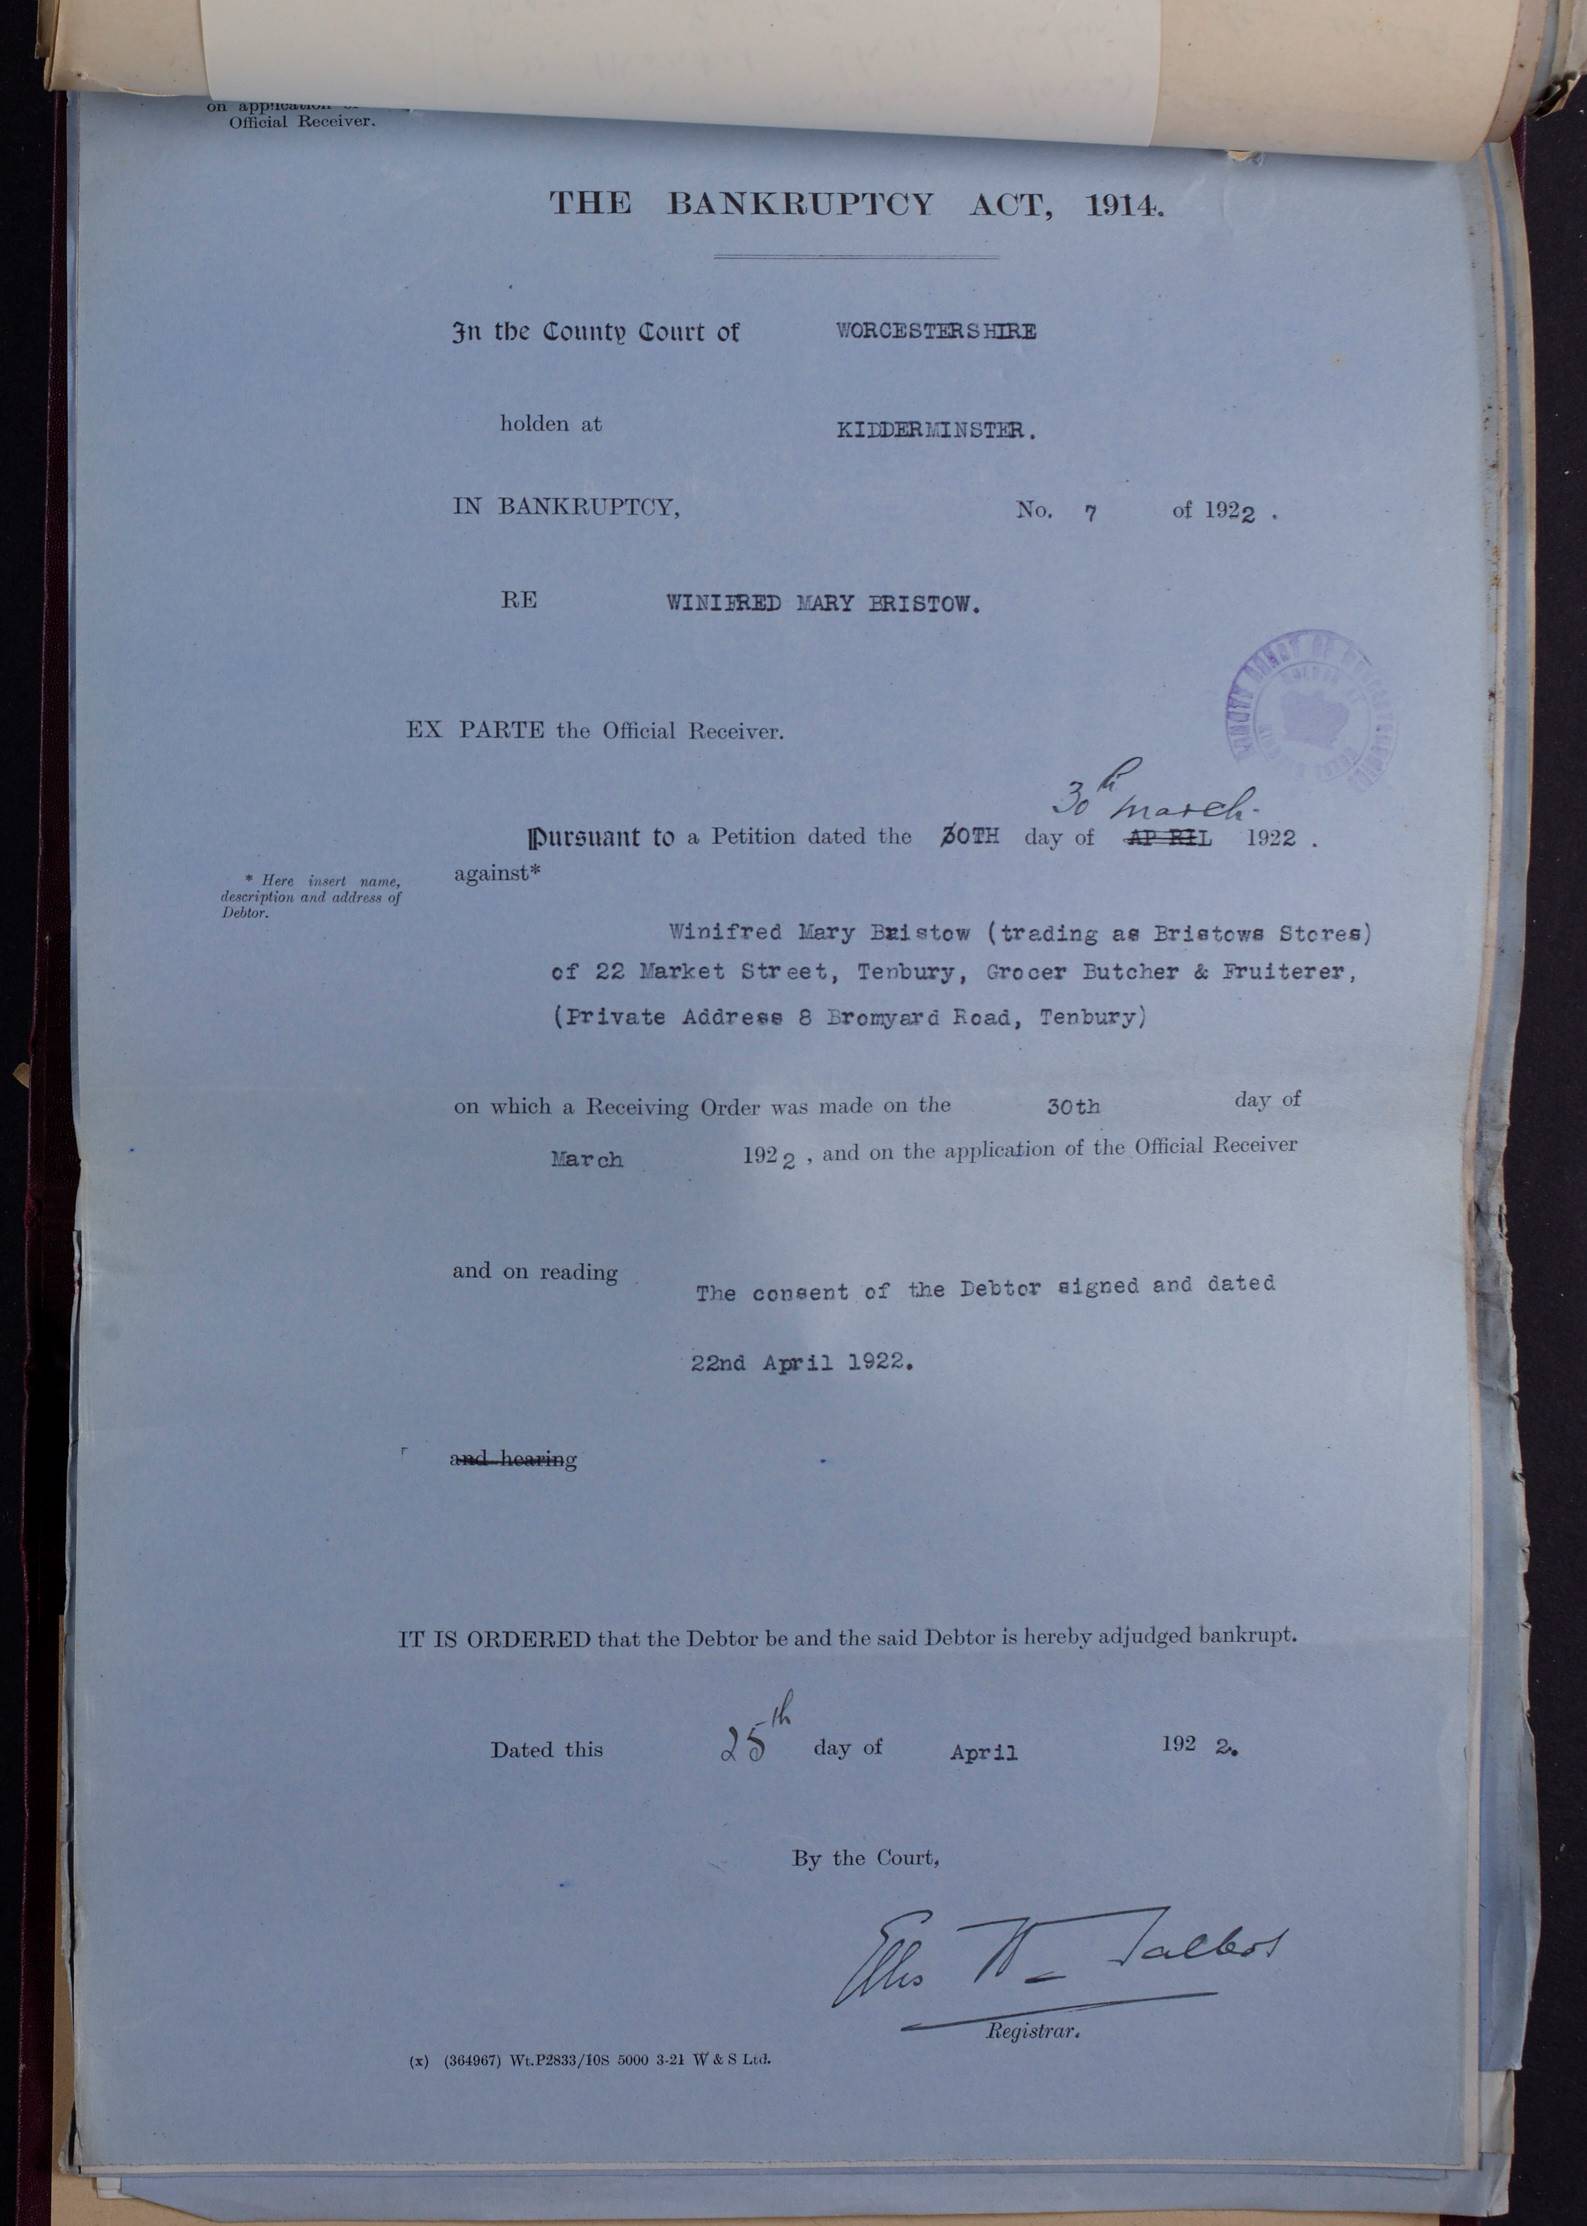 Official Receiver.
THE BANKRUPTCY ACT, 1914.
In the County Court of WORCESTERSHIRE
holden at KIDDERMINSTER.
IN BANKRUPTCY, No. 7 of 1922 .
RE WINIFRED MARY BRISTOW.
EX PARTE the Official Receiver.
30th March.
Pursuant to a Petition dated the 30TH day of APRIL 1922 .
against*
* Here insert name,
description and address of
Debtor.
Winifred Mary Bristow (trading as Bristows Stores)
of 22 Market Street, Tenbury, Grocer Butcher & Fruiterer,
(Private Address 8 Bromyard Road, Tenbury)
on which a Receiving Order was made on the 30th day of
March 1922 , and on the application of the Official Receiver
and on reading The consent of the Debtor signed and dated
22nd April 1922.
and hearing
IT IS ORDERED that the Debtor be and the said Debtor is hereby adjudged bankrupt.
Dated this 25th day of April 192 2.
By the Court,
Ellis W Talbot
Registrar.
(x) (364967) Wt.P2833/108 5000 3-21 W & S Ltd.